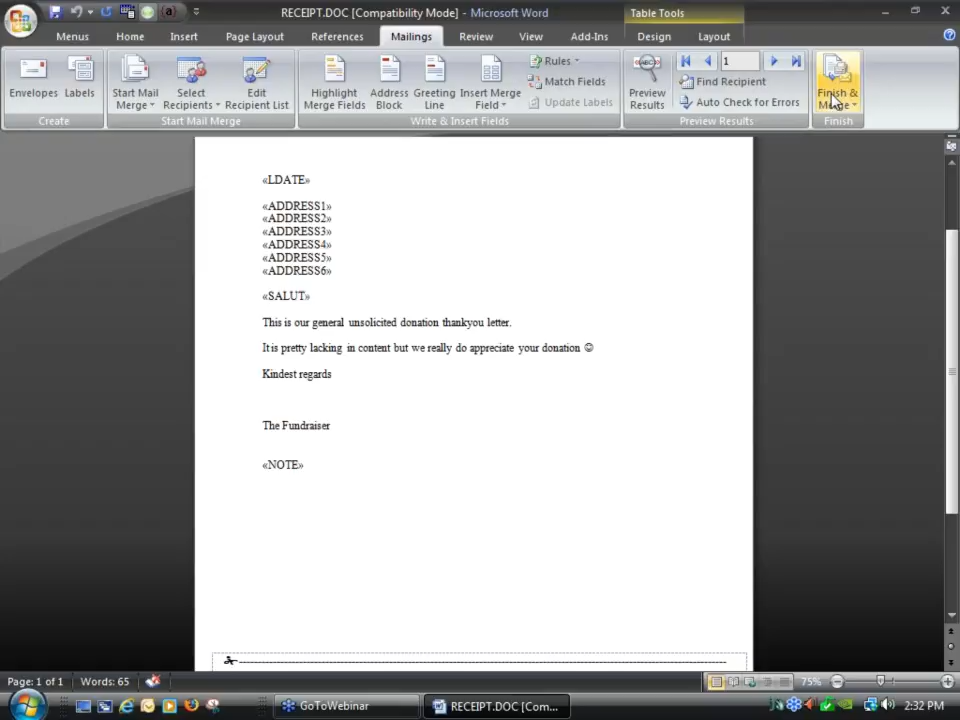 RECEIPT.DOC [Compatibility Mode] - Microsoft Word
Table Tools
Menus Home Insert Page Layout References Mailings Review View Add-Ins Design Layout
Envelopes
Labels
Create
Start Mail
Merge
Select
Recipients
Edit
Recipient List
Start Mail Merge
Highlight
Merge Fields
Address
Block
Greeting
Line
Insert Merge
Field
Rules
Match Fields
Update Labels
Write & Insert Fields
Preview
Results
1
Find Recipient
Auto Check for Errors
Preview Results
Finish &
Merge
Finish
«LDATE»
«ADDRESS1»
«ADDRESS2»
«ADDRESS3»
«ADDRESS4»
«ADDRESS5»
«ADDRESS6»
«SALUT»
This is our general unsolicited donation thankyou letter.
It is pretty lacking in content but we really do appreciate your donation ☺
Kindest regards
The Fundraiser
«NOTE»
Page: 1 of 1 Words: 65 75%
GoToWebinar RECEIPT.DOC [Com... 2:32 PM